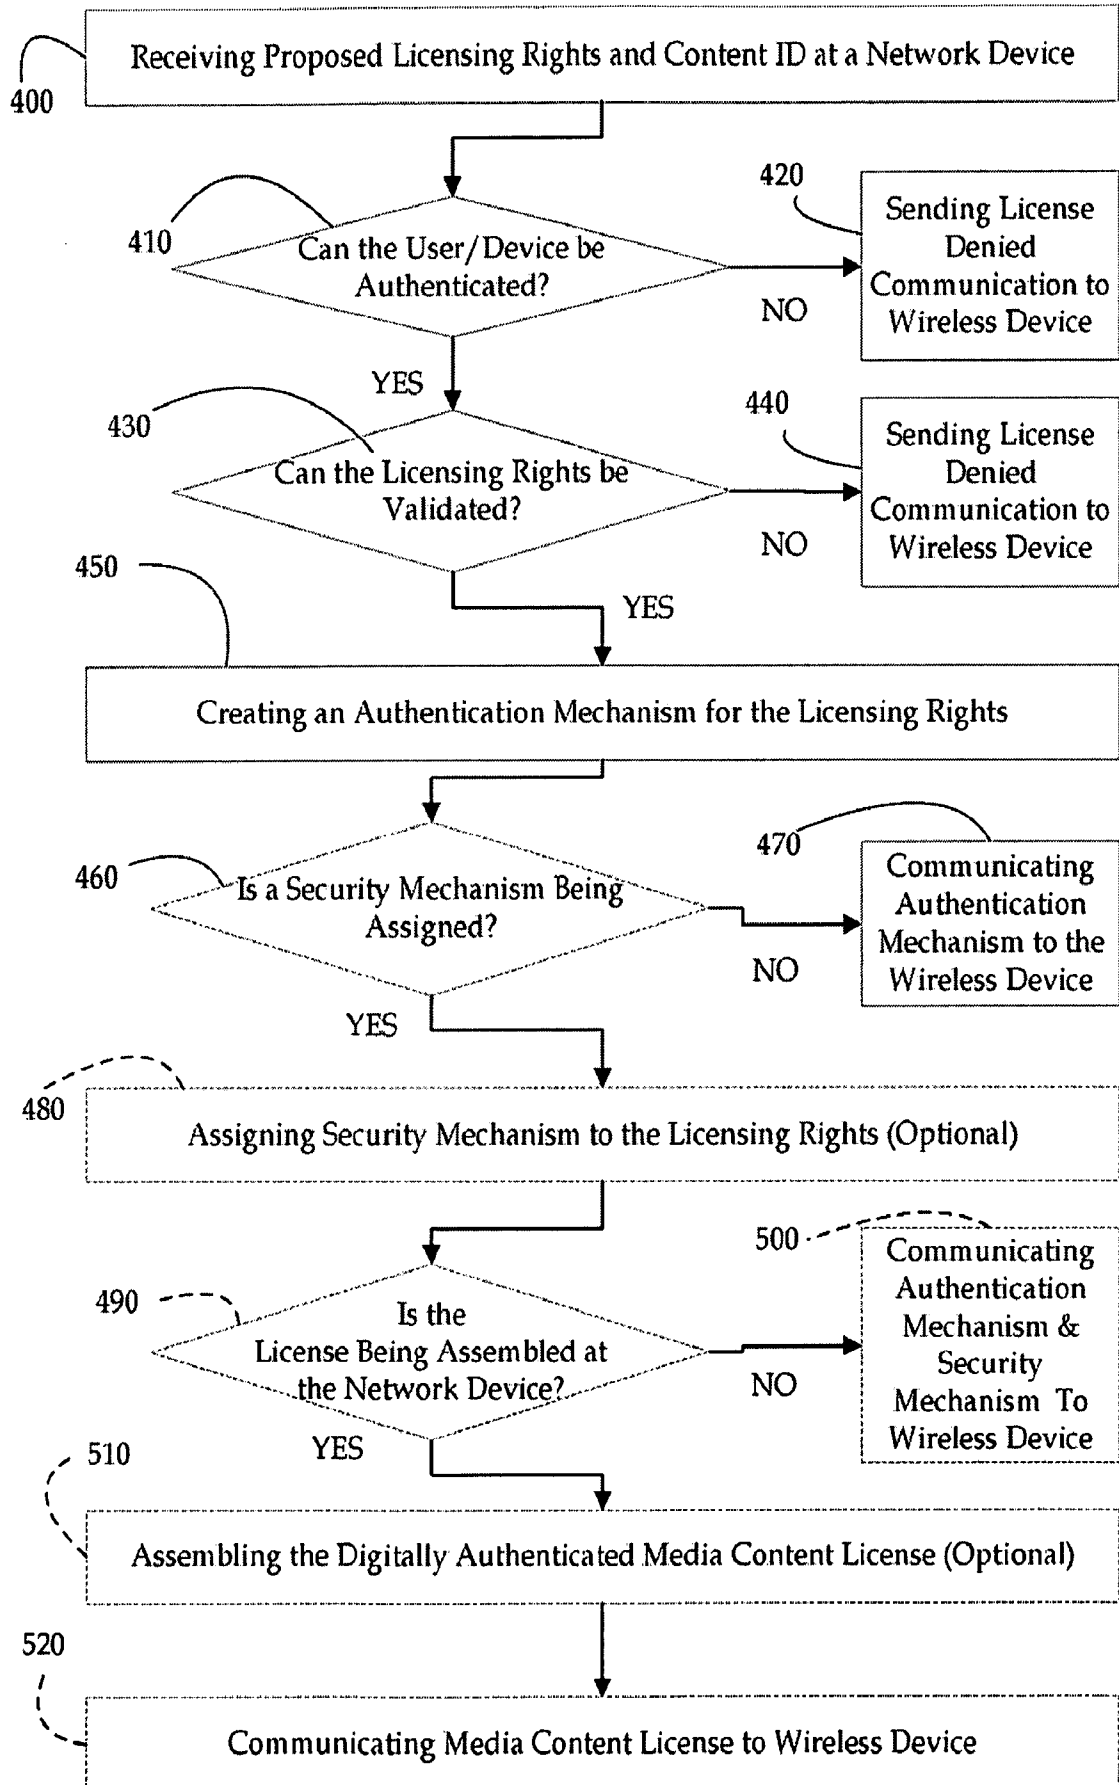 Receiving Proposed Licensing Rights and Content ID at a Network Device
400
420
410
Can the User/Device be
Authenticated?
Sending License
Denied
Communication to
Wireless Device
NO
YES
430
440
Can the Licensing Rights be
Validated?
Sending License
Denied
Communication to
Wireless Device
NO
450
YES
Creating an Authentication Mechanism for the Licensing Rights
470
460
Is a Security Mechanism Being
Assigned?
Communicating
Authentication
Mechanism to the
Wireless Device
NO
YES
480
Assigning Security Mechanism to the Licensing Rights (Optional)
500
490
Is the
License Being Assembled at
the Network Device?
Communicating
Authentication
Mechanism &
Security
Mechanism To
Wireless Device
NO
YES
510
Assembling the Digitally Authenticated Media Content License (Optional)
520
Communicating Media Content License to Wireless Device